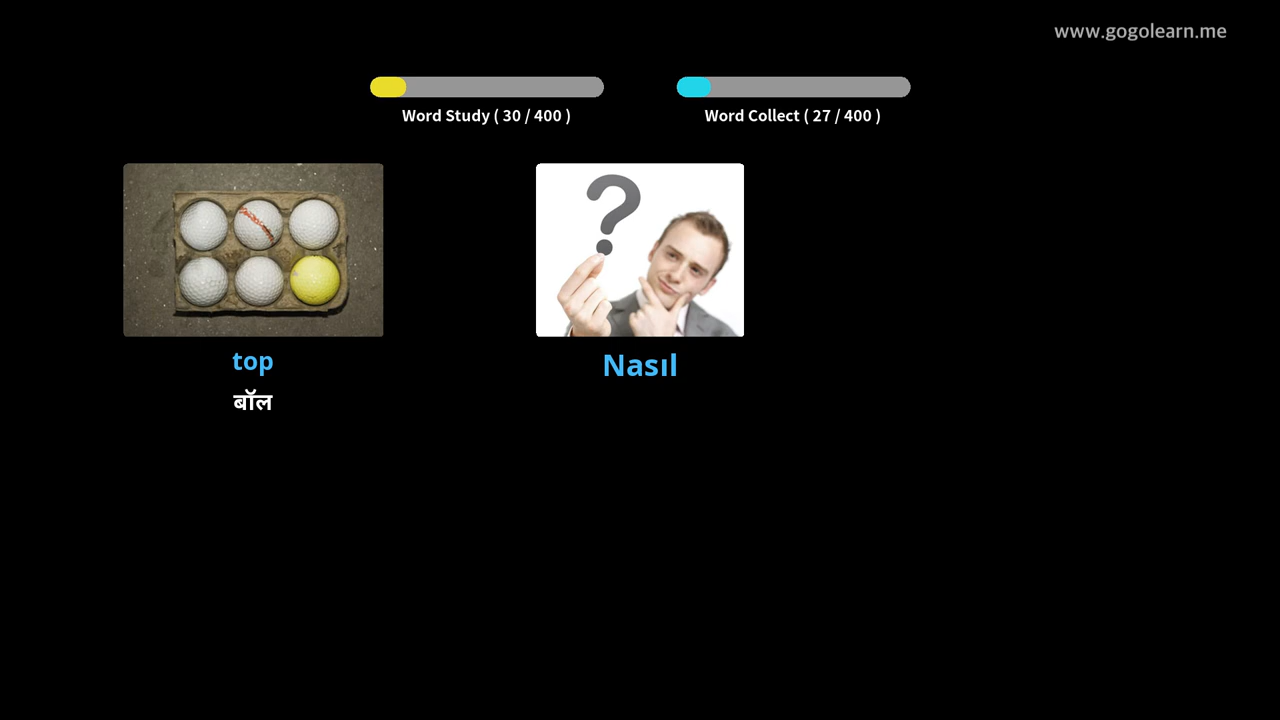 www.gogolearn.me
Word Study ( 30 / 400 )
Word Collect ( 27 / 400 )
top
बॉल
Nasıl